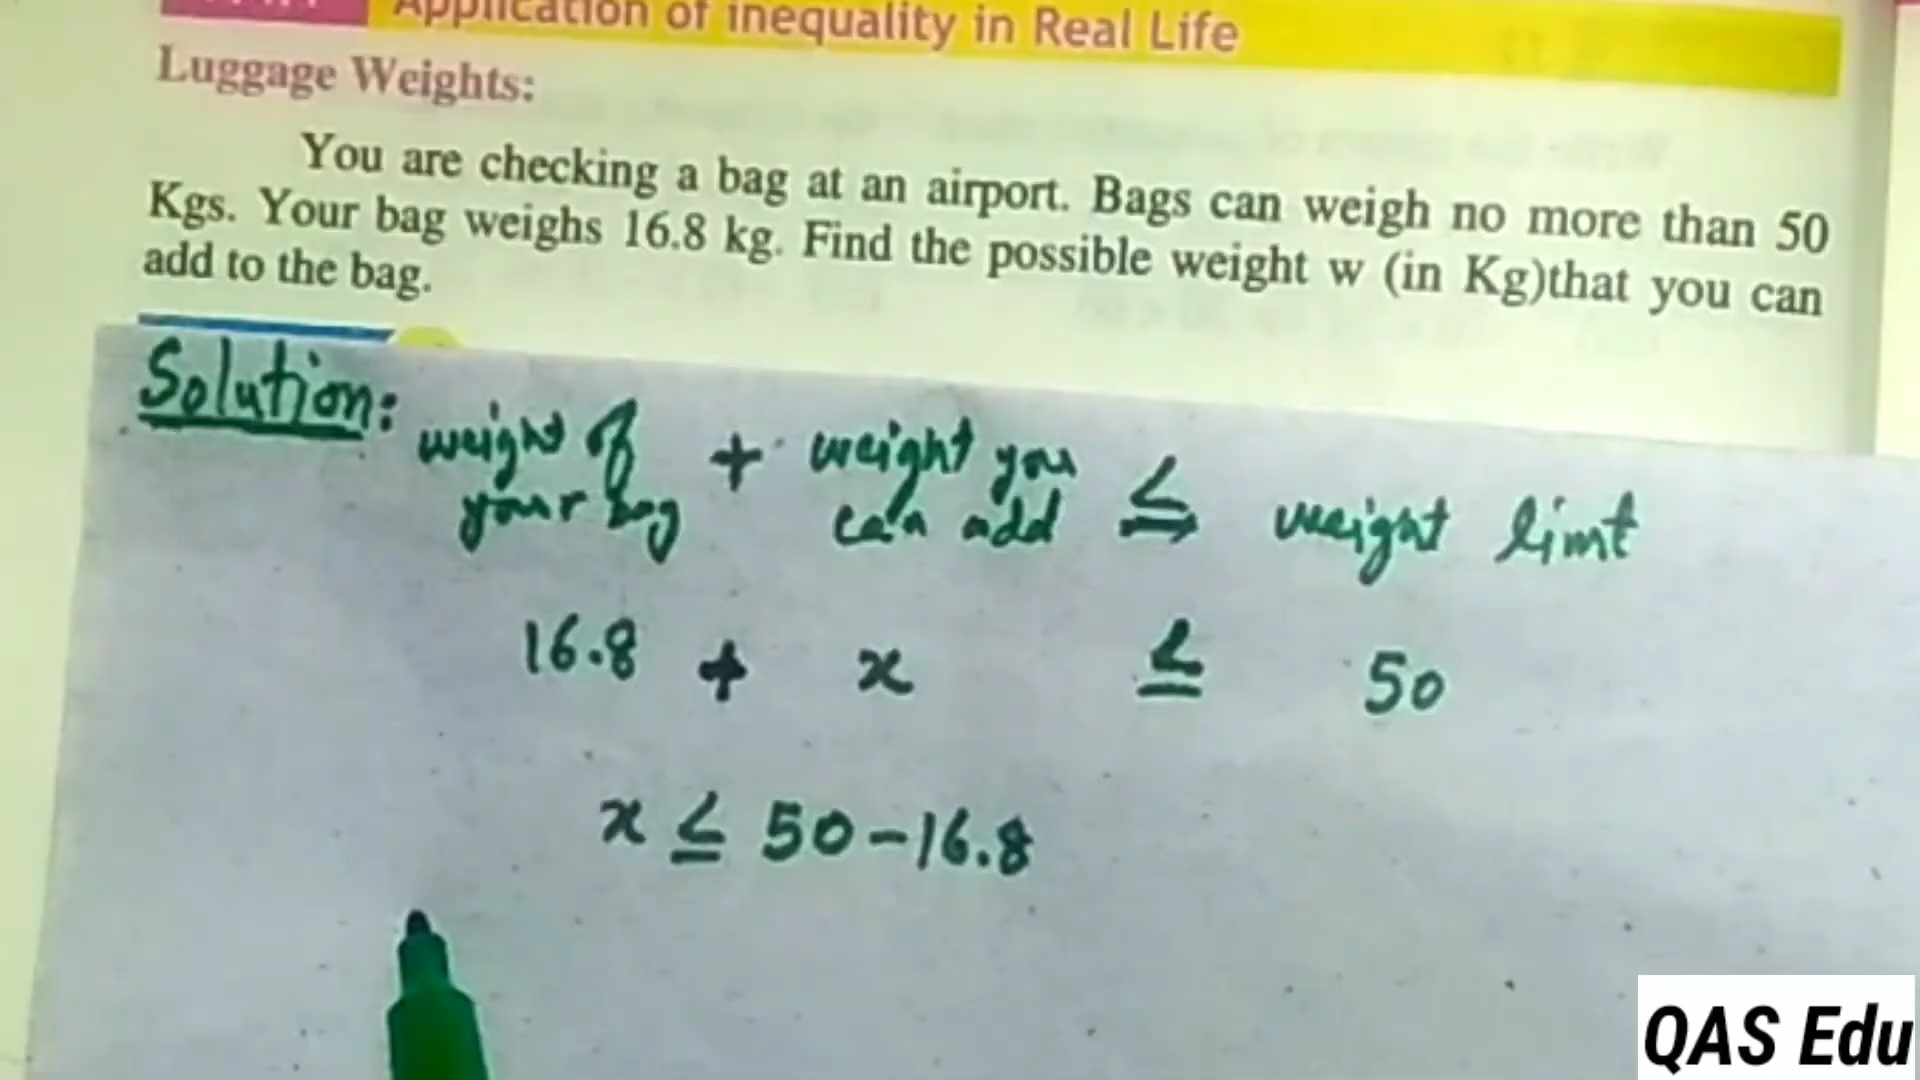 Application of inequality in Real Life
Luggage Weights:
You are checking a bag at an airport. Bags can weigh no more than 50
Kgs. Your bag weighs 16.8 kg. Find the possible weight w (in Kg)that you can
add to the bag.
Solution: weight of your bag + weight you can add ≤ weight limt
16.8 + x ≤ 50
x ≤ 50-16.8
QAS Edu